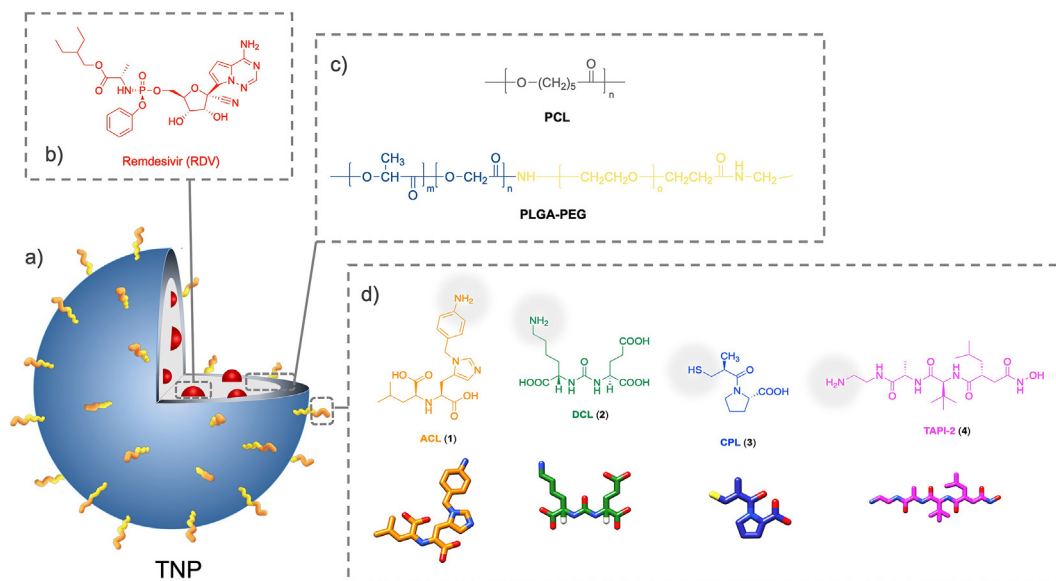 b)
NH₂
O
O
N
N
N
O
HN
P
O
O
O
N
O
HO
OH
Remdesivir (RDV)
c)
O
O
(CH₂)₅
n
PCL
CH₃
O
O
O
CH
O
CH₂
NH
CH₂CH₂O
CH₂CH₂
N
H
CH₂
O
m
n
o
PLGA-PEG
a)
TNP
d)
NH₂
N
N
HO
O
O
N
H
OH
ACL (1)
NH₂
COOH
O
HOOC
N
H
N
H
COOH
DCL (2)
CH₃
HS
O
N
COOH
CPL (3)
H₂N
H
N
O
N
H
O
H
N
O
O
N
H
OH
TAPI-2 (4)